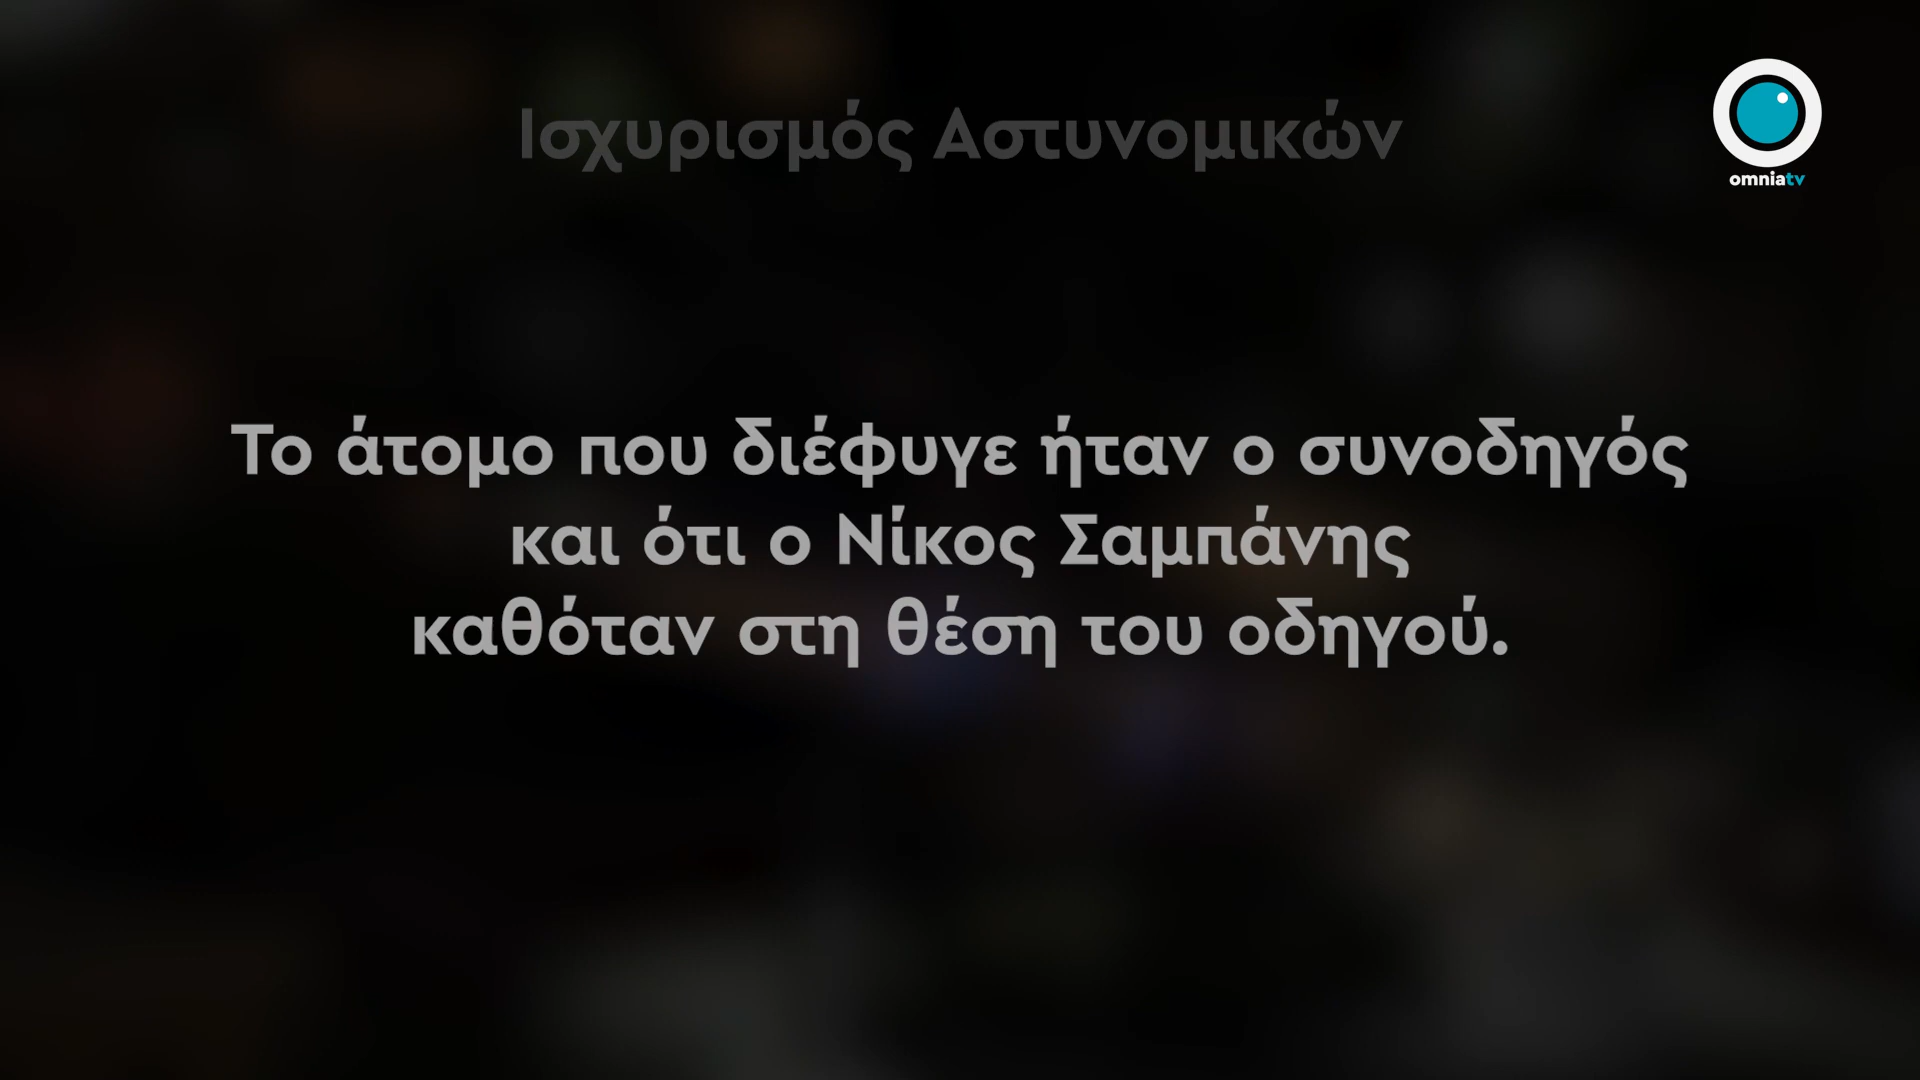 Ισχυρισμός Αστυνομικών
omniatv
Το άτομο που διέφυγε ήταν ο συνοδηγός
και ότι ο Νίκος Σαμπάνης
καθόταν στη θέση του οδηγού.